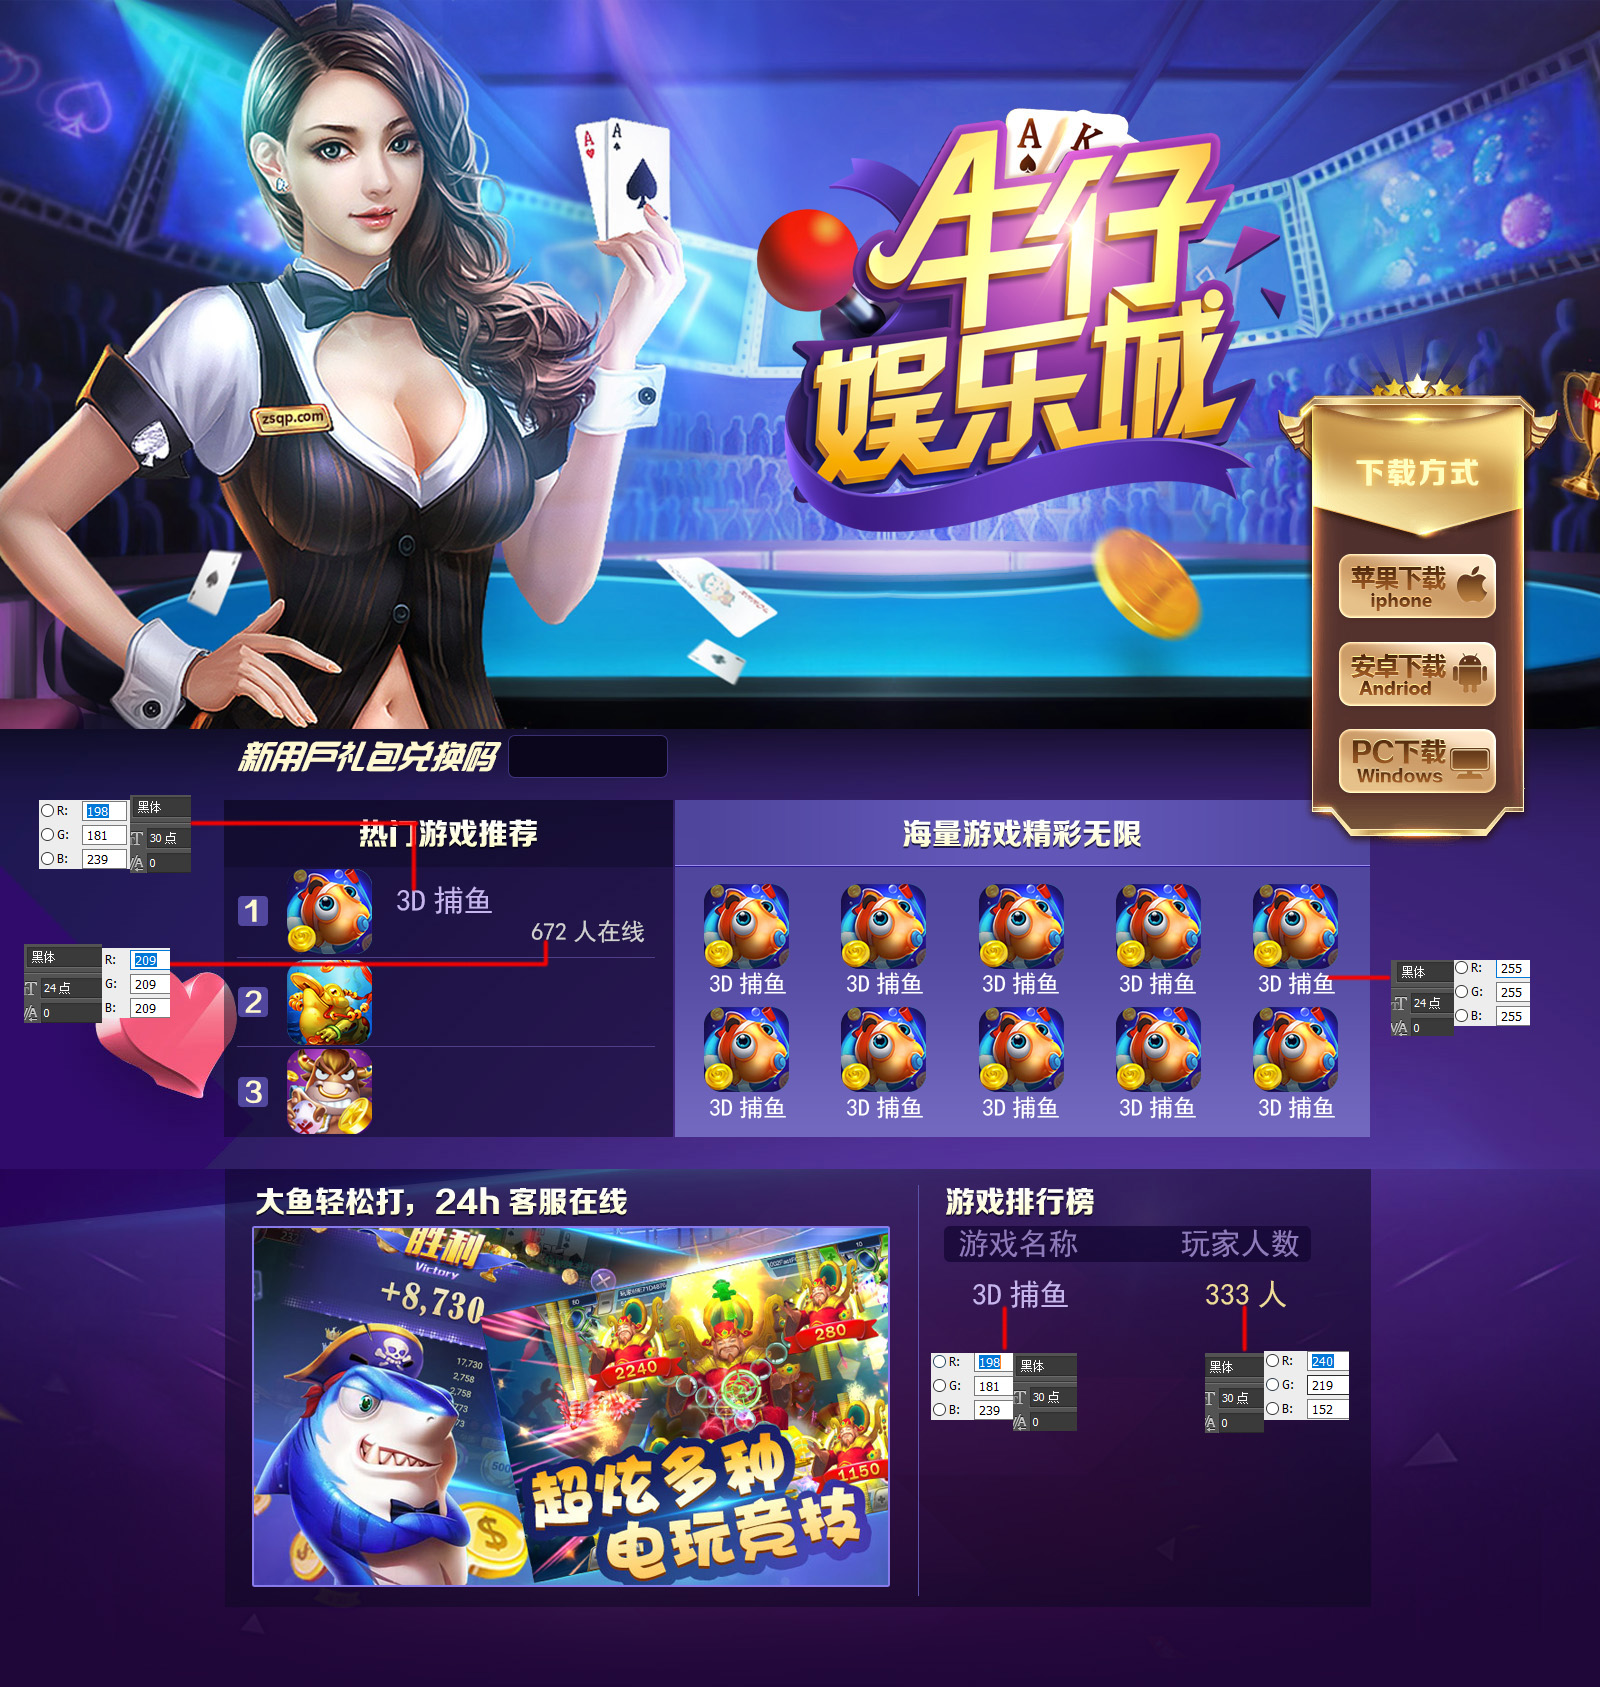 A
A
A K
牛仔
娱乐城
zsqp.com
下载方式
苹果下载
iphone
安卓下载
Andriod
PC下载
Windows
新用户礼包兑换码
R: 198
G: 181
B: 239
黑体
30 点
0
热门游戏推荐
1
3D 捕鱼
672 人在线
2
3
黑体
24 点
0
R: 209
G: 209
B: 209
海量游戏精彩无限
3D 捕鱼
3D 捕鱼
3D 捕鱼
3D 捕鱼
3D 捕鱼
3D 捕鱼
3D 捕鱼
3D 捕鱼
3D 捕鱼
3D 捕鱼
黑体
24 点
0
R: 255
G: 255
B: 255
大鱼轻松打，24h 客服在线
胜利
Victory
+8,730
17,730
2,758
2,758
2240
280
1150
超炫多种
电玩竞技
游戏排行榜
游戏名称 玩家人数
3D 捕鱼 333 人
R: 198
G: 181
B: 239
黑体
30 点
0
黑体
30 点
0
R: 240
G: 219
B: 152